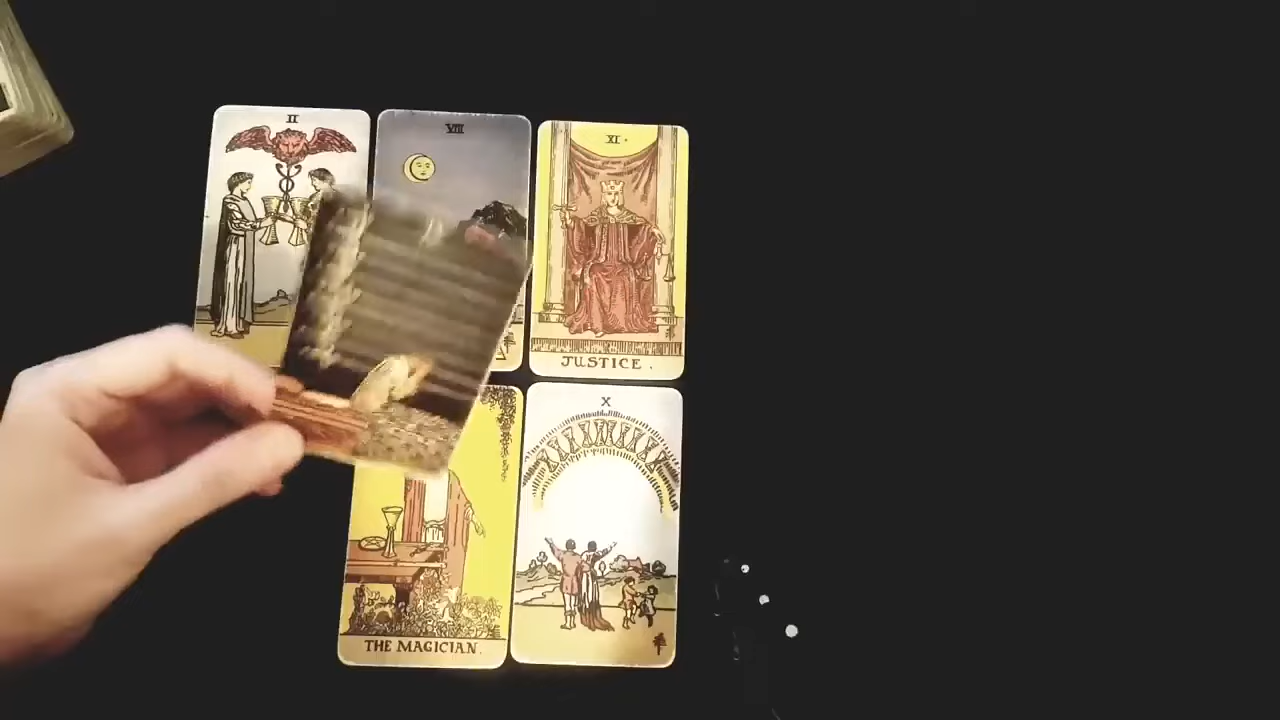 II
VIII
XI.
JUSTICE.
X
THE MAGICIAN.